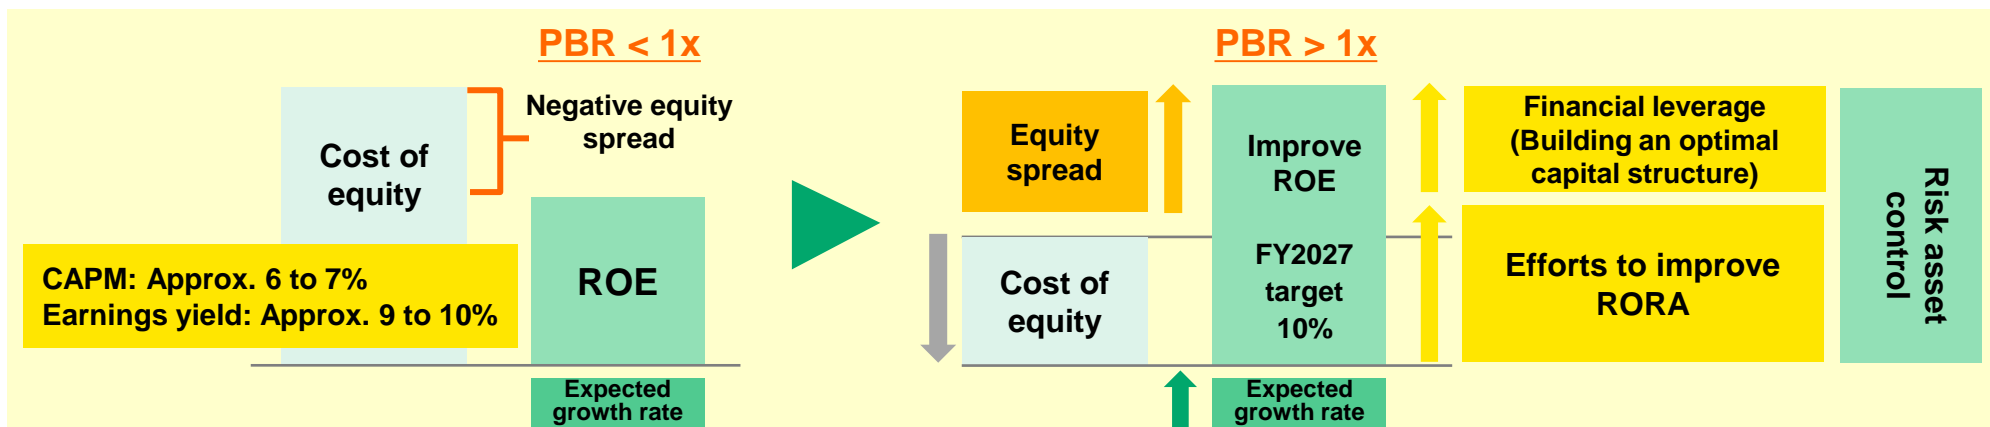 PBR < 1x
Negative equity
spread
Cost of
equity
CAPM: Approx. 6 to 7%
Earnings yield: Approx. 9 to 10%
ROE
Expected
growth rate
PBR > 1x
Equity
spread
Cost of
equity
Improve
ROE
FY2027
target
10%
Expected
growth rate
Financial leverage
(Building an optimal
capital structure)
Efforts to improve
RORA
Risk asset
control